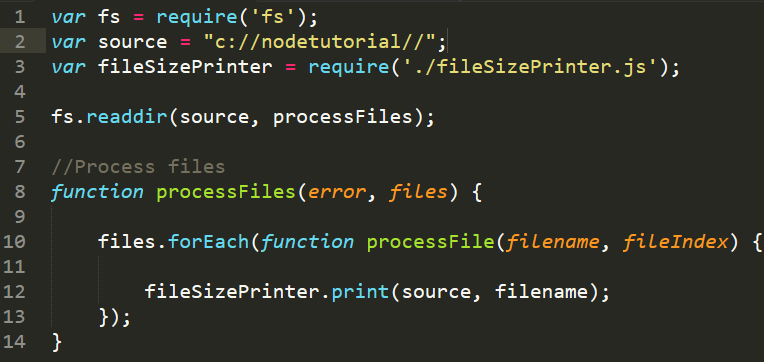 1 var fs = require('fs');
2 var source = "c://nodetutorial//";
3 var fileSizePrinter = require('./fileSizePrinter.js');
4
5 fs.readdir(source, processFiles);
6
7 //Process files
8 function processFiles(error, files) {
9
10     files.forEach(function processFile(filename, fileIndex) {
11
12         fileSizePrinter.print(source, filename);
13     });
14 }